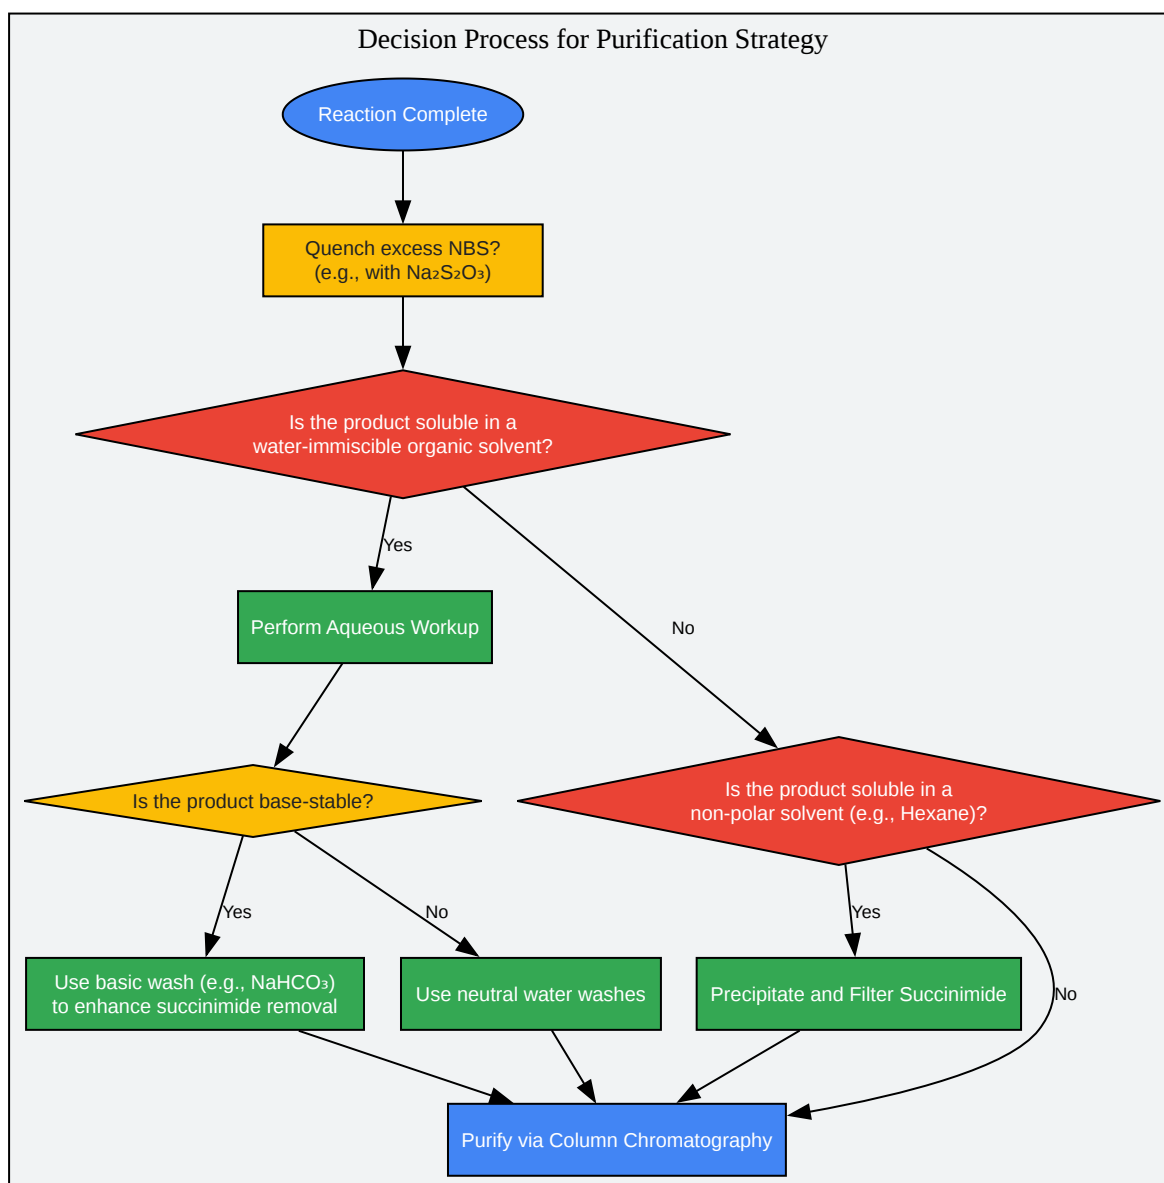 Decision Process for Purification Strategy
Reaction Complete
Quench excess NBS?
(e.g., with Na₂S₂O₃)
Is the product soluble in a
water-immiscible organic solvent?
Yes
No
Perform Aqueous Workup
Is the product base-stable?
Is the product soluble in a
non-polar solvent (e.g., Hexane)?
Yes
No
Yes
No
Use basic wash (e.g., NaHCO₃)
to enhance succinimide removal
Use neutral water washes
Precipitate and Filter Succinimide
Purify via Column Chromatography